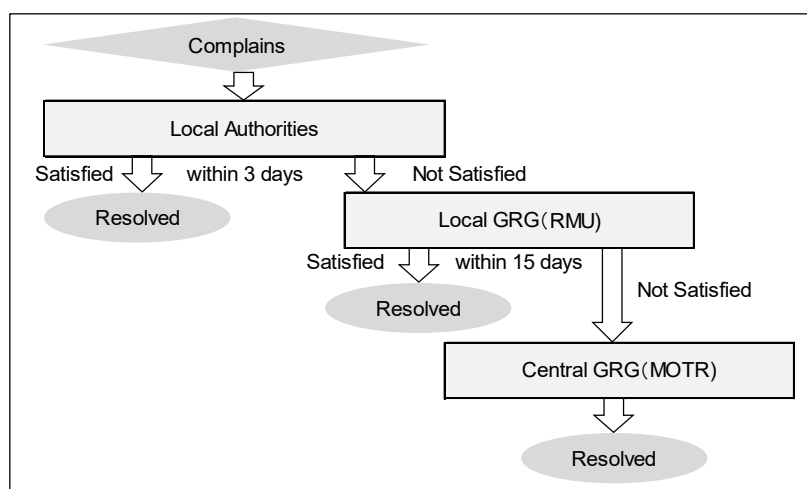 Complains
Local Authorities
Satisfied within 3 days Not Satisfied
Resolved
Local GRG(RMU)
Satisfied within 15 days
Not Satisfied
Resolved
Central GRG(MOTR)
Resolved